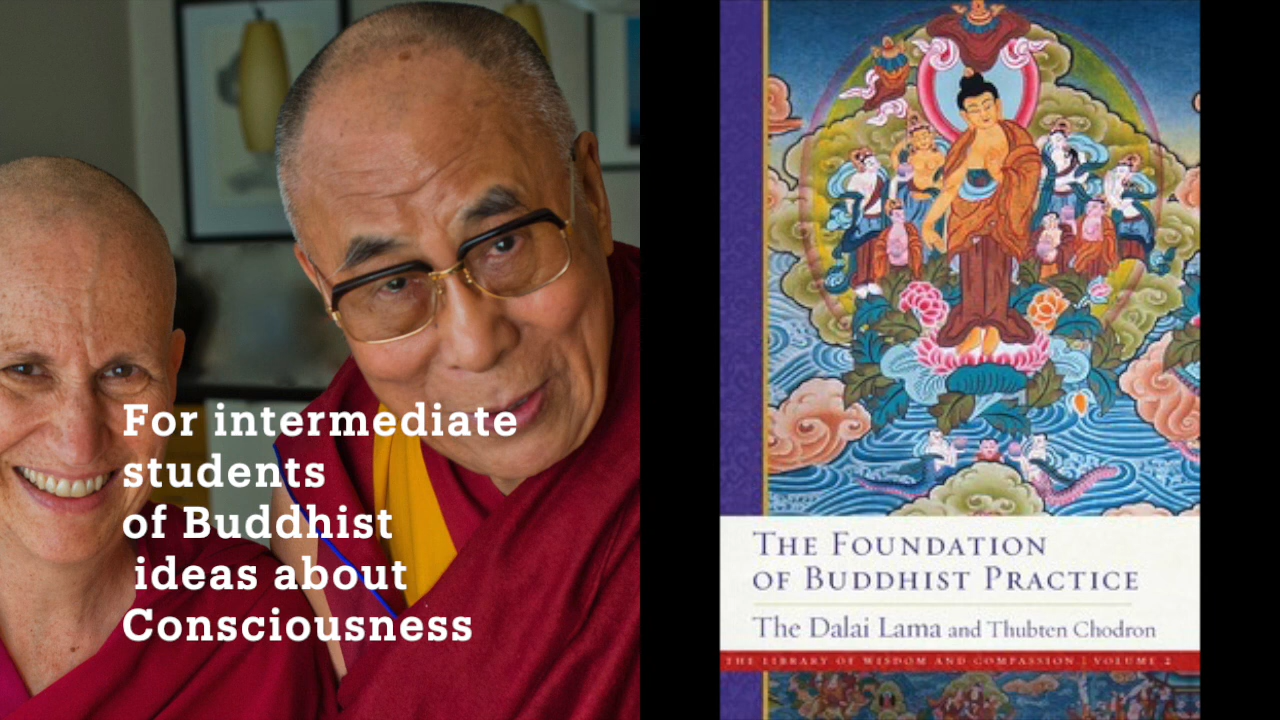 For intermediate
students
of Buddhist
ideas about
Consciousness
THE FOUNDATION
OF BUDDHIST PRACTICE
The Dalai Lama and Thubten Chodron
THE LIBRARY OF WISDOM AND COMPASSION | VOLUME 2